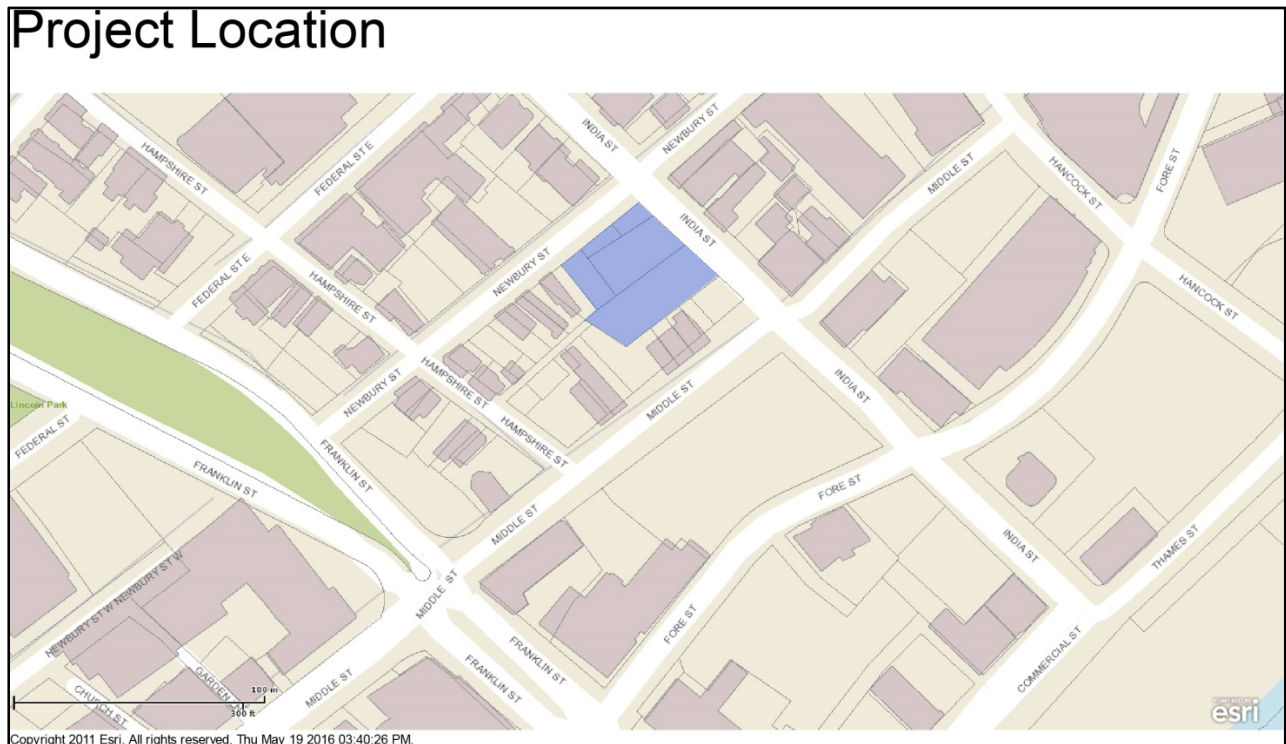 Project Location
INDIA ST
NEWBURY ST
HAMPSHIRE ST
FEDERAL ST E
MIDDLE ST
HANCOCK ST
FORE ST
INDIA ST
FEDERAL ST E
HAMPSHIRE ST
NEWBURY ST
HANCOCK ST
NEWBURY ST
HAMPSHIRE ST
MIDDLE ST
INDIA ST
Lincoln Park
FEDERAL ST
FRANKLIN ST
FRANKLIN ST
HAMPSHIRE ST
MIDDLE ST
FORE ST
INDIA ST
THAMES ST
NEWBURY ST W NEWBURY ST W
MIDDLE ST
FORE ST
FRANKLIN ST
FRANKLIN ST
COMMERCIAL ST
GARDEN
MIDDLE ST
CHURCH ST
100 m
300 ft
POWERED BY
esri
Copyright 2011 Esri. All rights reserved. Thu May 19 2016 03:40:26 PM.